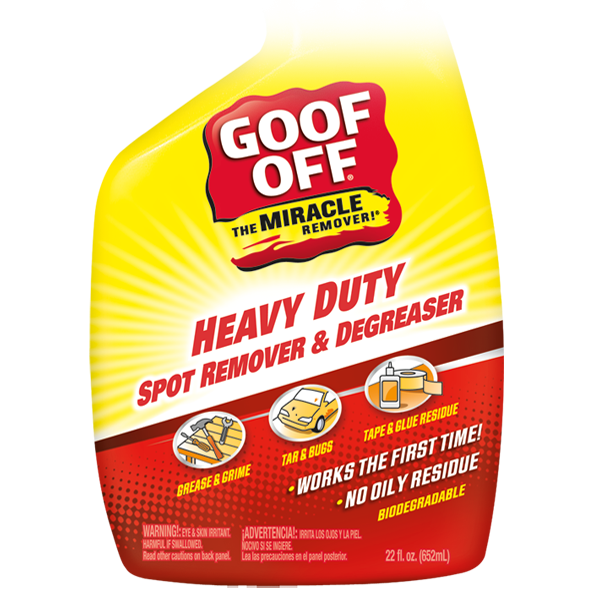 GOOF
OFF®
THE MIRACLE
REMOVER!®
HEAVY DUTY
SPOT REMOVER & DEGREASER
GREASE & GRIME
TAR & BUGS
TAPE & GLUE RESIDUE
•WORKS THE FIRST TIME!
•NO OILY RESIDUE
BIODEGRADABLE
WARNING!: EYE & SKIN IRRITANT.
HARMFUL IF SWALLOWED.
Read other cautions on back panel.
¡ADVERTENCIA!: IRRITA LOS OJOS Y LA PIEL.
NOCIVO SI SE INGIERE.
Lea las precauciones en el panel posterior.
22 fl. oz. (652mL)